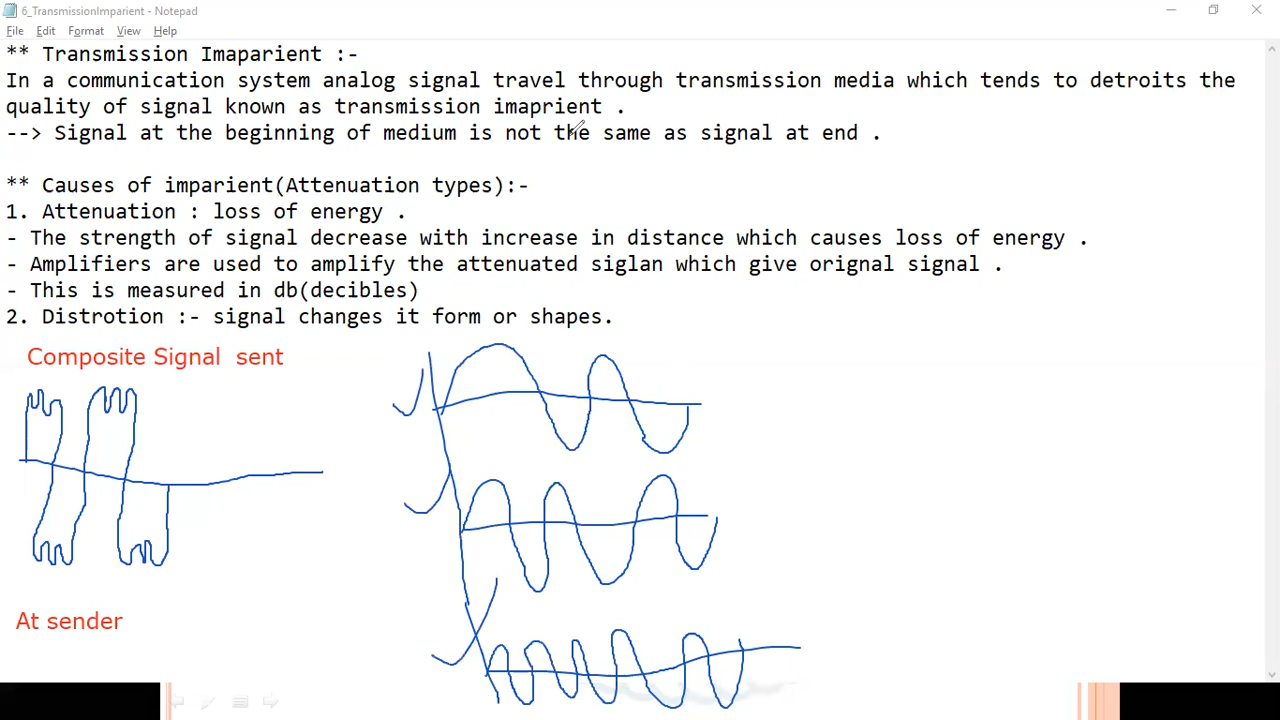 6_TransmissionImparient - Notepad
File Edit Format View Help
** Transmission Imaparient :-
In a communication system analog signal travel through transmission media which tends to detroits the
quality of signal known as transmission imaprient .
--> Signal at the beginning of medium is not the same as signal at end .
** Causes of imparient(Attenuation types):-
1. Attenuation : loss of energy .
- The strength of signal decrease with increase in distance which causes loss of energy .
- Amplifiers are used to amplify the attenuated siglan which give orignal signal .
- This is measured in db(decibles)
2. Distrotion :- signal changes it form or shapes.
Composite Signal sent
At sender